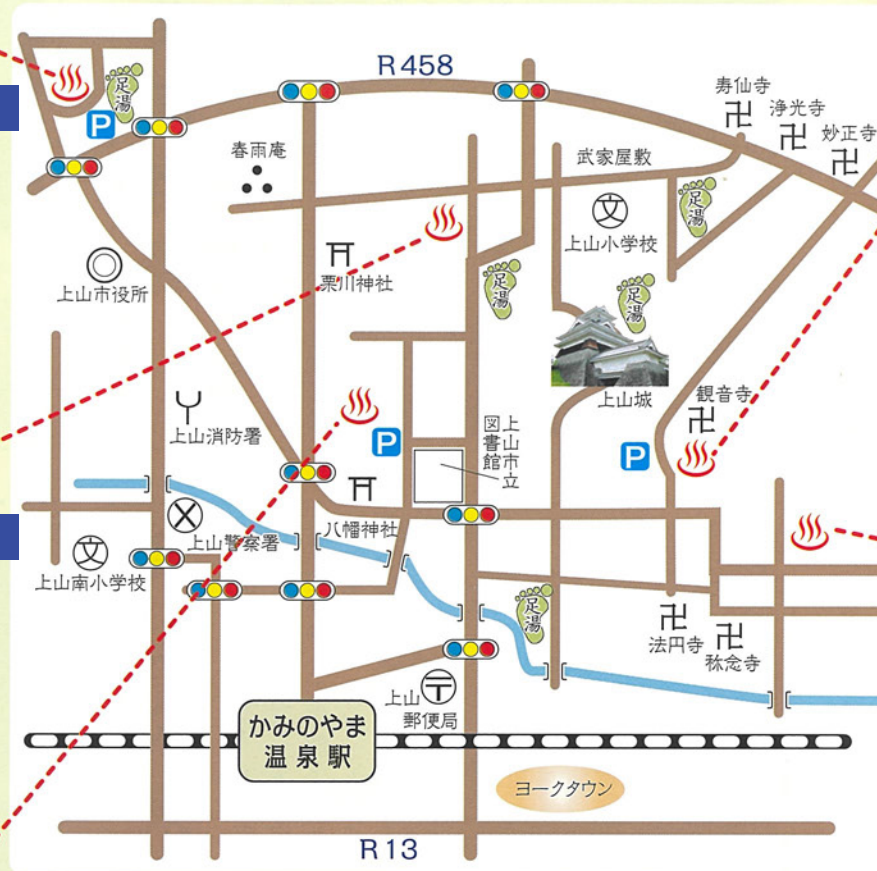 R458
足湯
P
寿仙寺
浄光寺
妙正寺
春雨庵
武家屋敷
足湯
文
上山小学校
栗川神社
足湯
足湯
上山市役所
上山城
観音寺
上山消防署
P
上山市立
図書館
P
八幡神社
上山警察署
文
上山南小学校
足湯
法円寺
称念寺
上山
郵便局
かみのやま
温泉駅
ヨークタウン
R13